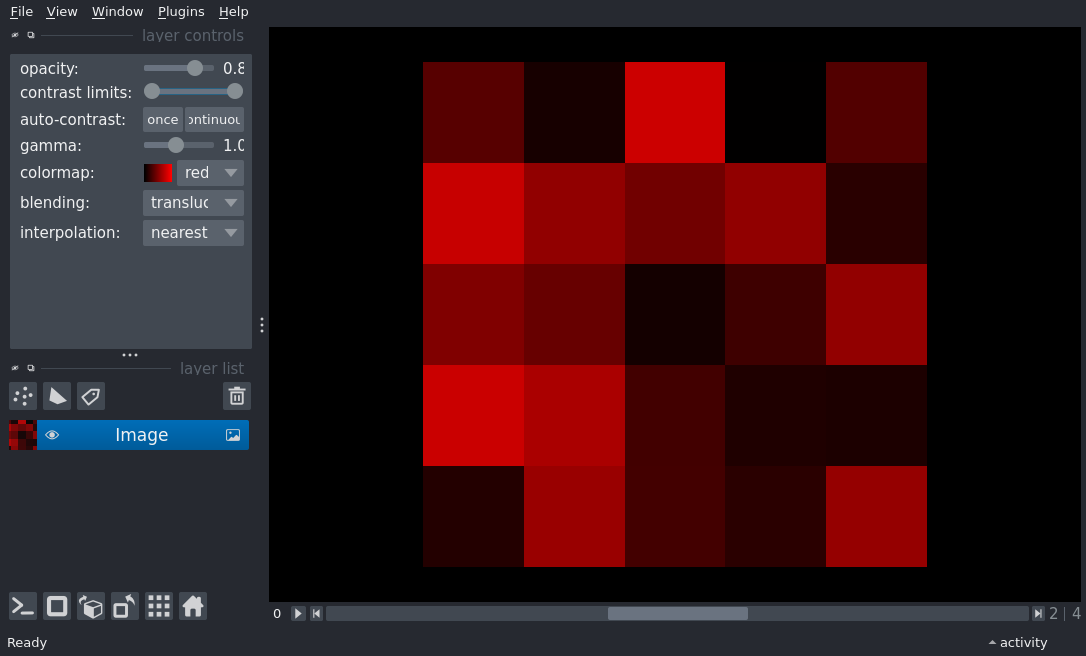 File View Window Plugins Help
layer controls
opacity: 0.8
contrast limits:
auto-contrast: once ontinuou
gamma: 1.0
colormap: red
blending: transluc
interpolation: nearest
layer list
Image
0 2 | 4
Ready activity